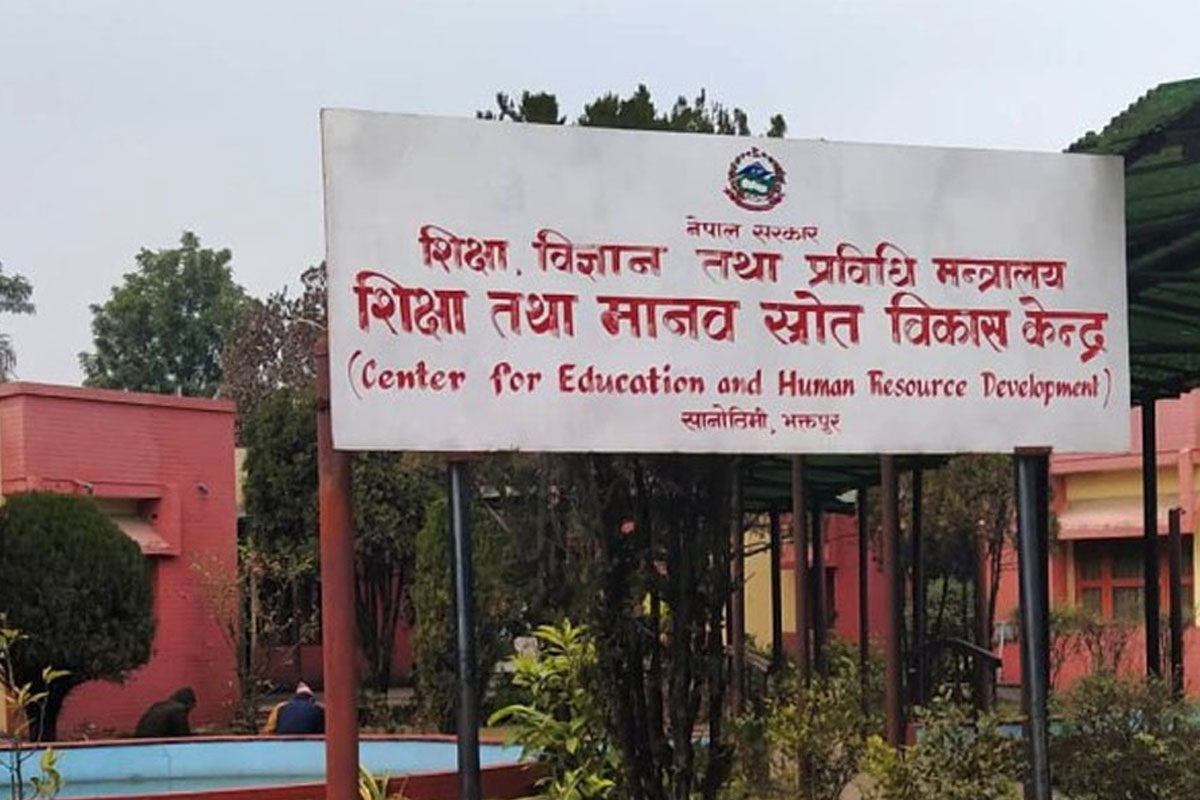 नेपाल सरकार
शिक्षा, विज्ञान तथा प्रविधि मन्त्रालय
शिक्षा तथा मानव स्रोत विकास केन्द्र
(Center for Education and Human Resource Development)
सानोठिमी, भक्तपुर